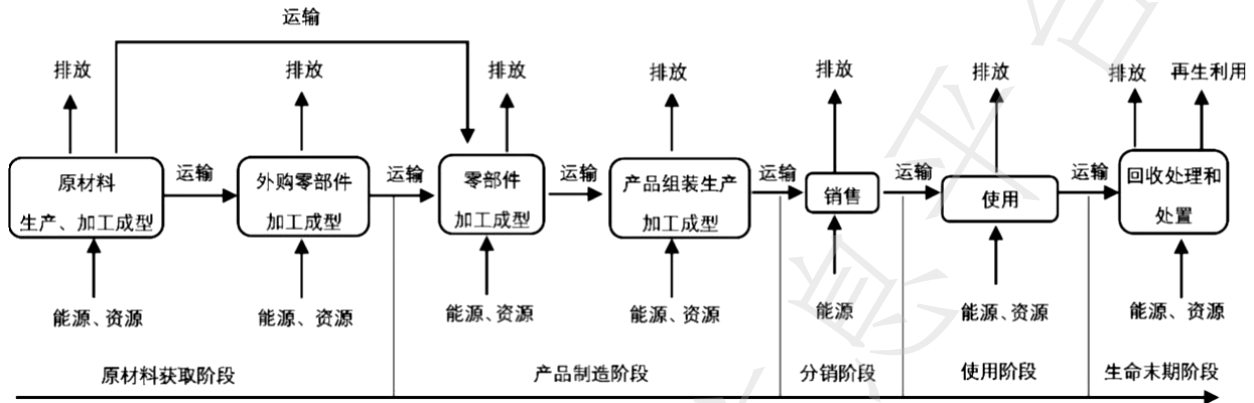 运输
排放
排放
排放
排放
排放
排放
排放
再生利用
原材料
生产、加工成型
运输
外购零部件
加工成型
运输
零部件
加工成型
运输
产品组装生产
加工成型
运输
销售
运输
使用
运输
回收处理和
处置
能源、资源
能源、资源
能源、资源
能源、资源
能源
能源、资源
能源、资源
原材料获取阶段
产品制造阶段
分销阶段
使用阶段
生命末期阶段